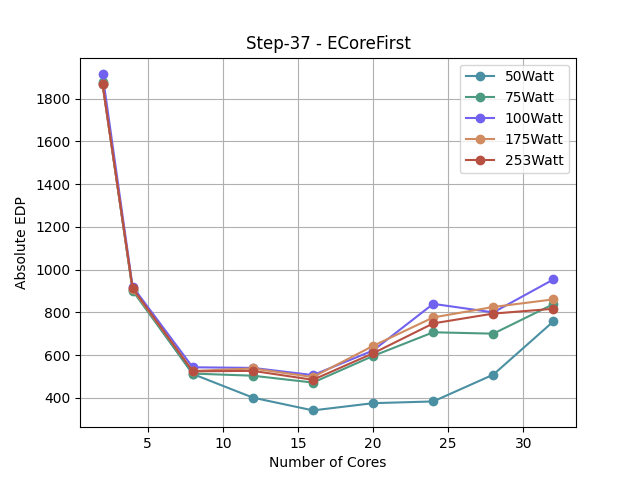 Step-37 - ECoreFirst
50Watt
75Watt
100Watt
175Watt
253Watt
Absolute EDP
1800
1600
1400
1200
1000
800
600
400
5 10 15 20 25 30
Number of Cores